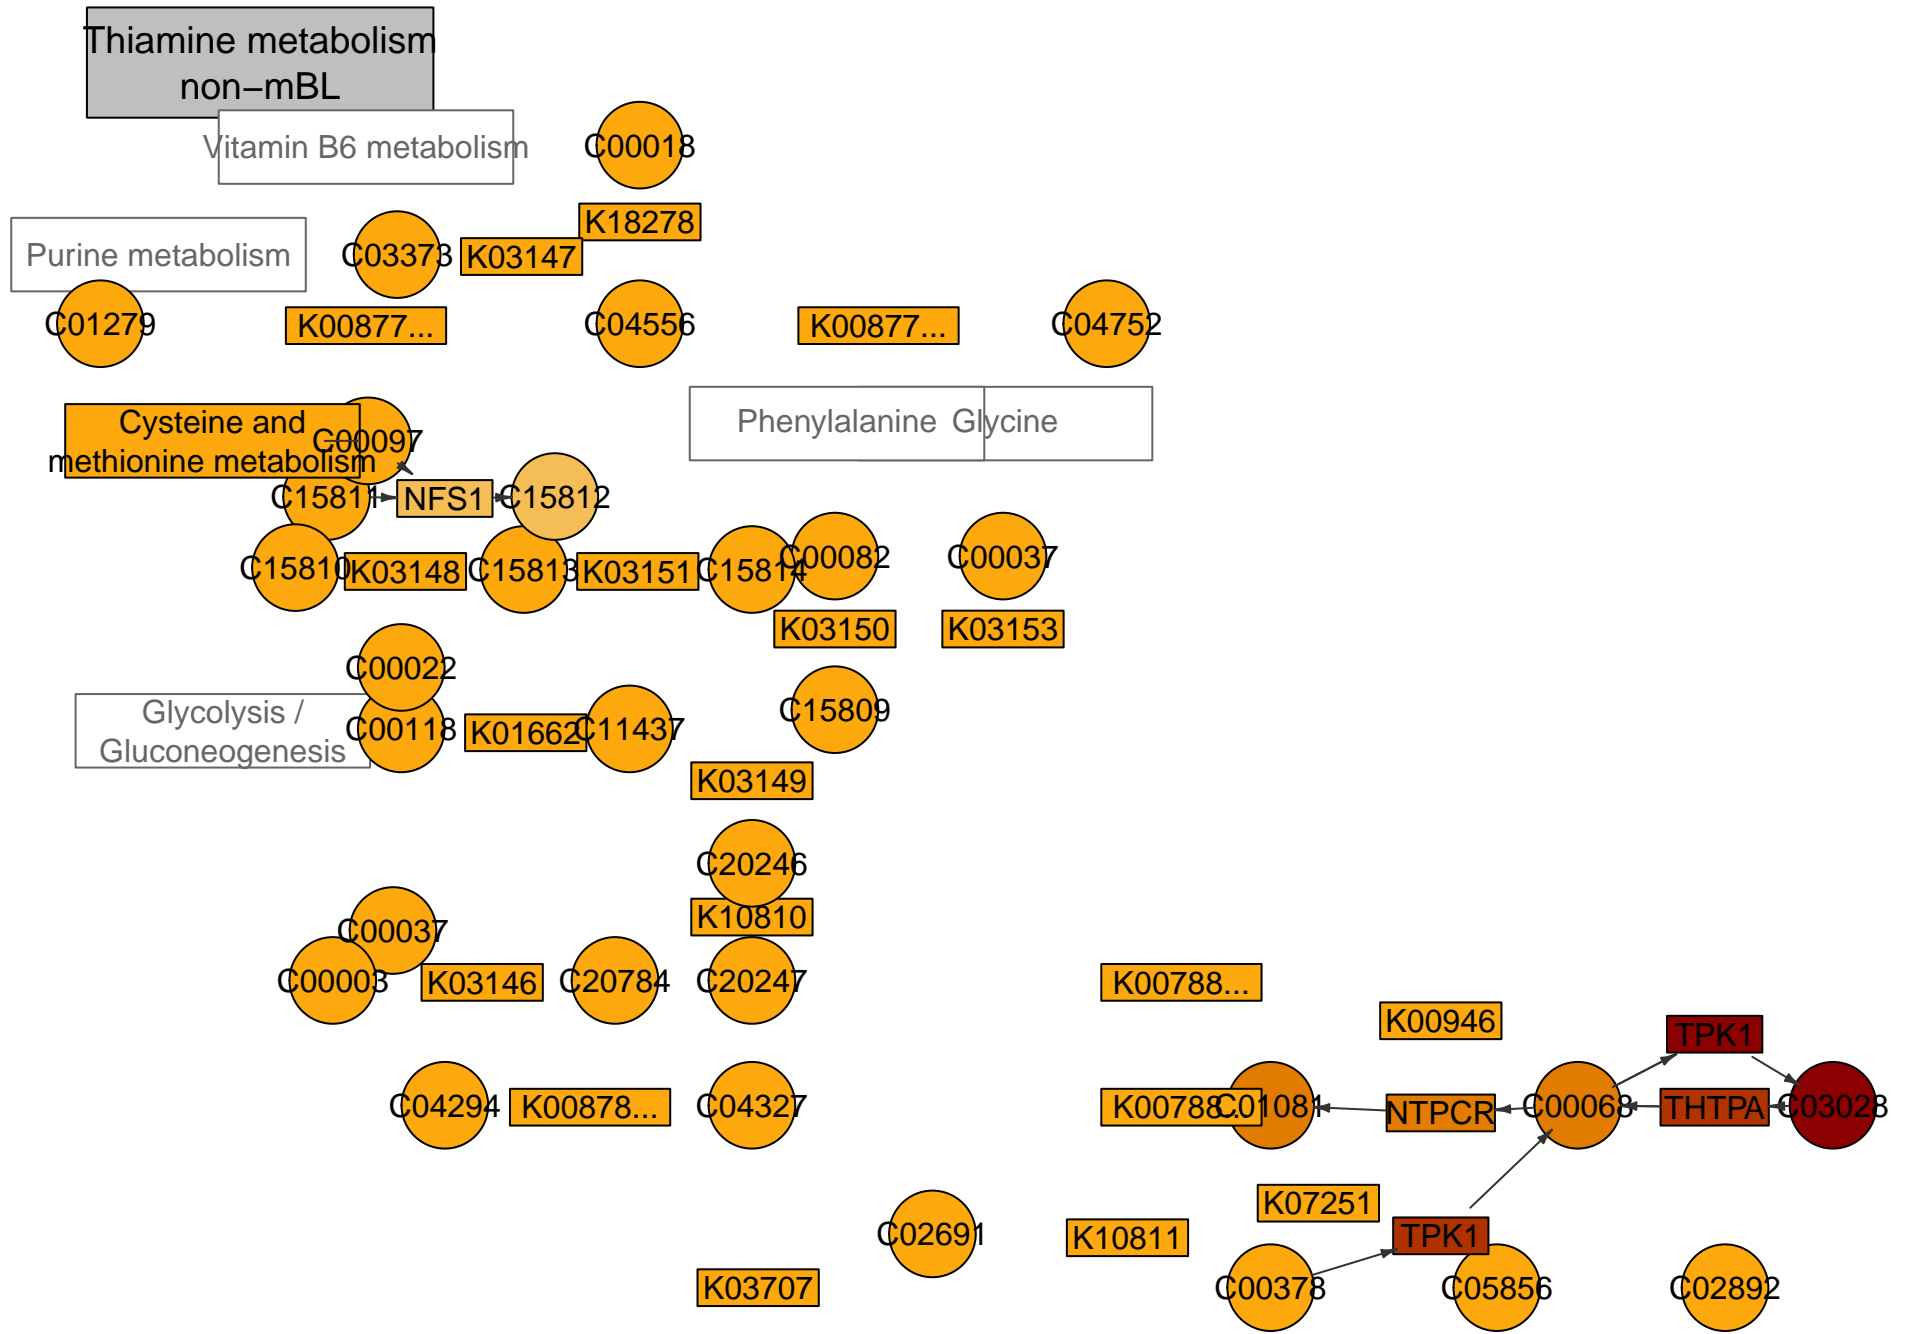 Thiamine metabolism
non−mBL
Vitamin B6 metabolism
C00018
K18278
Purine metabolism
C03373
K03147
C01279
K00877...
C04556
K00877...
C04752
Cysteine and
methionine metabolism
C00097
Phenylalanine
Glycine
C15811
NFS1
C15812
C15810
K03148
C15813
K03151
C15814
C00082
C00037
K03150
K03153
C00022
Glycolysis /
Gluconeogenesis
C00118
K01662
C11437
C15809
K03149
C20246
K10810
C00037
C00003
K03146
C20784
C20247
K00788...
K00946
TPK1
C04294
K00878...
C04327
K00788...
C01081
NTPCR
C00068
THTPA
C03028
K07251
C02691
K10811
TPK1
K03707
C00378
C05856
C02892